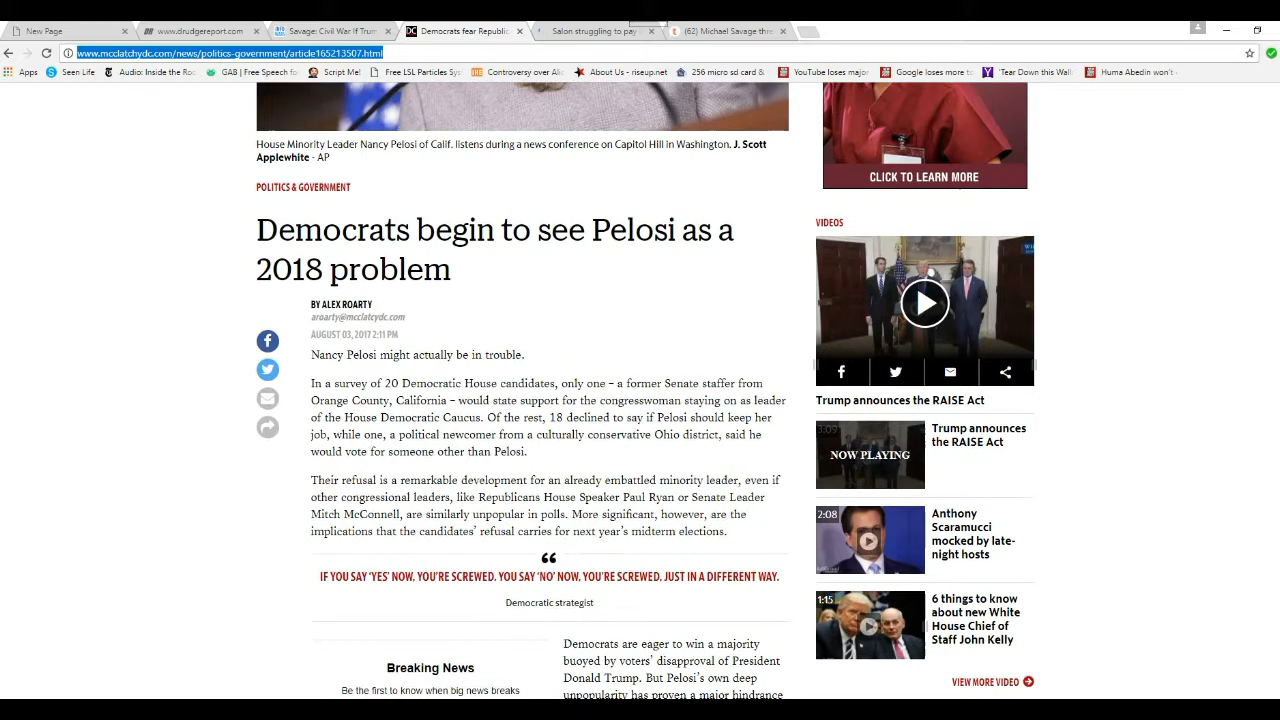 New Page
www.drudgereport.com
Savage: Civil War If Trum
Democrats fear Republic
Salon struggling to pay
(62) Michael Savage thre
www.mcclatchydc.com/news/politics-government/article165213507.html
Apps
Seen Life
Audio: Inside the Ro
GAB | Free Speech fo
Script Me!
Free LSL Particles Sys
Controversy over Ali
About Us - riseup.net
256 micro sd card &
YouTube loses major
Google loses more to
'Tear Down this Wall
Huma Abedin won't
House Minority Leader Nancy Pelosi of Calif. listens during a news conference on Capitol Hill in Washington. J. Scott
Applewhite - AP
POLITICS & GOVERNMENT
Democrats begin to see Pelosi as a
2018 problem
BY ALEX ROARTY
aroarty@mcclatcydc.com
AUGUST 03, 2017 2:11 PM
Nancy Pelosi might actually be in trouble.
In a survey of 20 Democratic House candidates, only one – a former Senate staffer from
Orange County, California – would state support for the congresswoman staying on as leader
of the House Democratic Caucus. Of the rest, 18 declined to say if Pelosi should keep her
job, while one, a political newcomer from a culturally conservative Ohio district, said he
would vote for someone other than Pelosi.
Their refusal is a remarkable development for an already embattled minority leader, even if
other congressional leaders, like Republicans House Speaker Paul Ryan or Senate Leader
Mitch McConnell, are similarly unpopular in polls. More significant, however, are the
implications that the candidates' refusal carries for next year's midterm elections.
“
IF YOU SAY 'YES' NOW, YOU'RE SCREWED. YOU SAY 'NO' NOW, YOU'RE SCREWED, JUST IN A DIFFERENT WAY.
Democratic strategist
Breaking News
Be the first to know when big news breaks
Democrats are eager to win a majority
buoyed by voters' disapproval of President
Donald Trump. But Pelosi's own deep
unpopularity has proven a major hindrance
CLICK TO LEARN MORE
VIDEOS
Trump announces the RAISE Act
3:09
NOW PLAYING
Trump announces
the RAISE Act
2:08
Anthony
Scaramucci
mocked by late-
night hosts
1:15
6 things to know
about new White
House Chief of
Staff John Kelly
VIEW MORE VIDEO